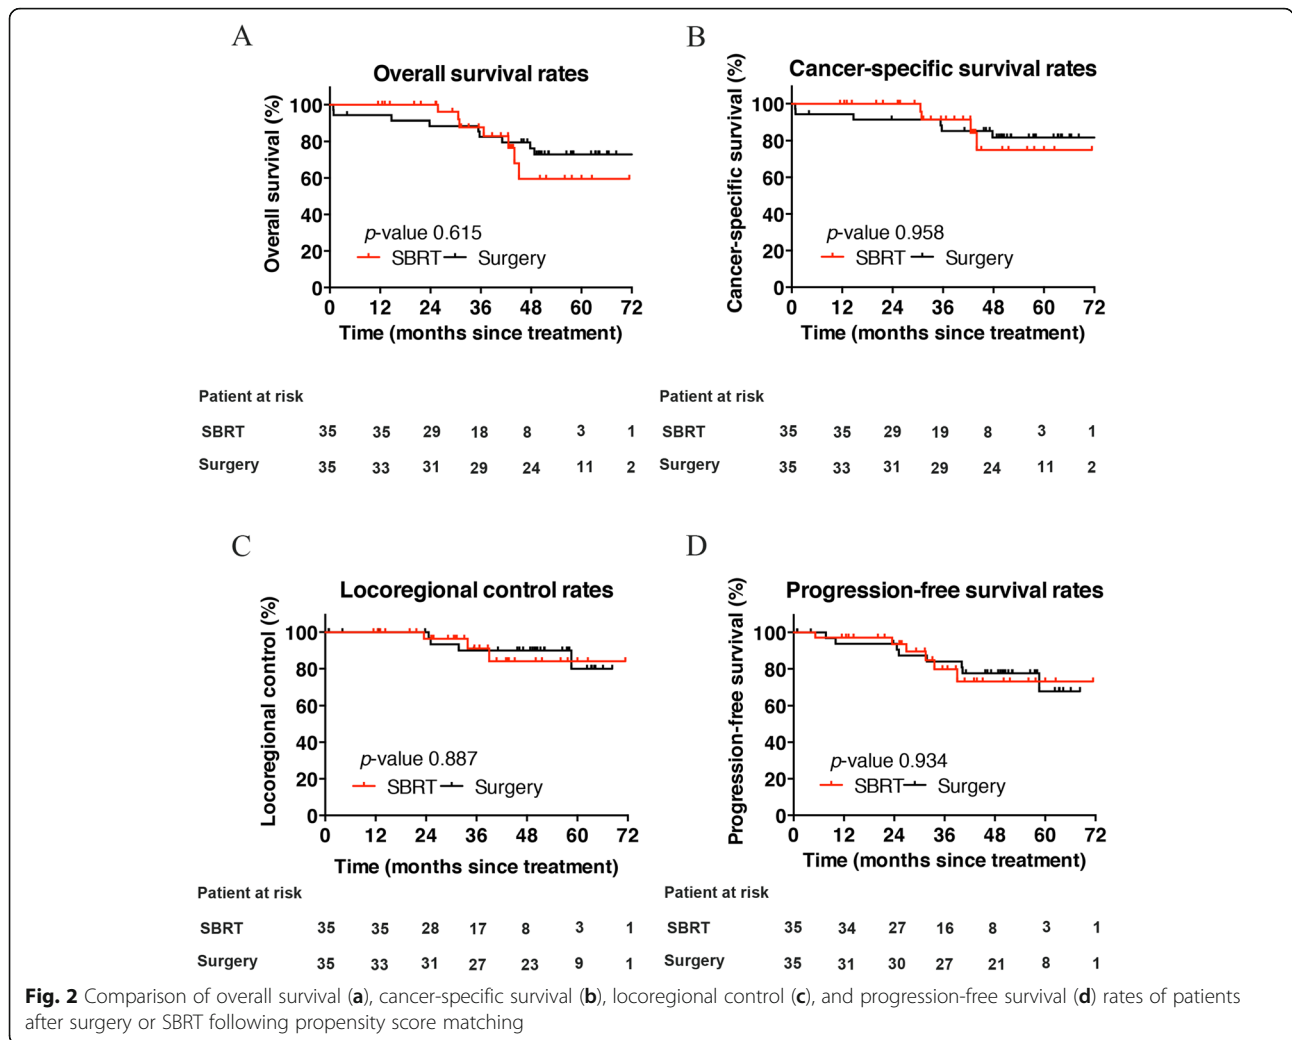 A
Overall survival rates
Overall survival (%)
100
80
60
40
20
0
p-value 0.615
SBRT Surgery
0 12 24 36 48 60 72
Time (months since treatment)
Patient at risk
SBRT 35 35 29 18 8 3 1
Surgery 35 33 31 29 24 11 2
B
Cancer-specific survival rates
Cancer-specific survival (%)
100
80
60
40
20
0
p-value 0.958
SBRT Surgery
0 12 24 36 48 60 72
Time (months since treatment)
Patient at risk
SBRT 35 35 29 19 8 3 1
Surgery 35 33 31 29 24 11 2
C
Locoregional control rates
Locoregional control (%)
100
80
60
40
20
0
p-value 0.887
SBRT Surgery
0 12 24 36 48 60 72
Time (months since treatment)
Patient at risk
SBRT 35 35 28 17 8 3 1
Surgery 35 33 31 27 23 9 1
D
Progression-free survival rates
Progression-free survival (%)
100
80
60
40
20
0
p-value 0.934
SBRT Surgery
0 12 24 36 48 60 72
Time (months since treatment)
Patient at risk
SBRT 35 34 27 16 8 3 1
Surgery 35 31 30 27 21 8 1
Fig. 2 Comparison of overall survival (a), cancer-specific survival (b), locoregional control (c), and progression-free survival (d) rates of patients
after surgery or SBRT following propensity score matching